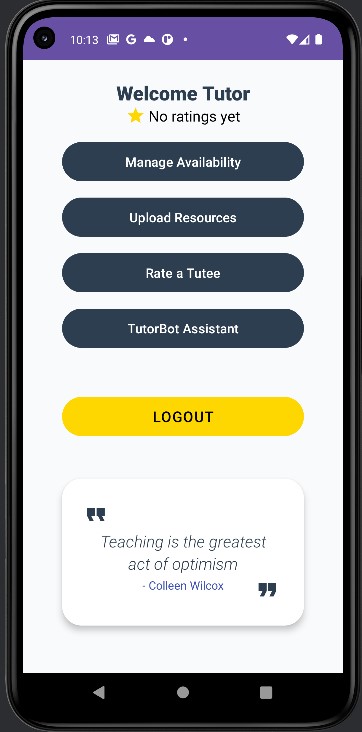 10:13
Welcome Tutor
No ratings yet
Manage Availability
Upload Resources
Rate a Tutee
TutorBot Assistant
LOGOUT
Teaching is the greatest
act of optimism
- Colleen Wilcox